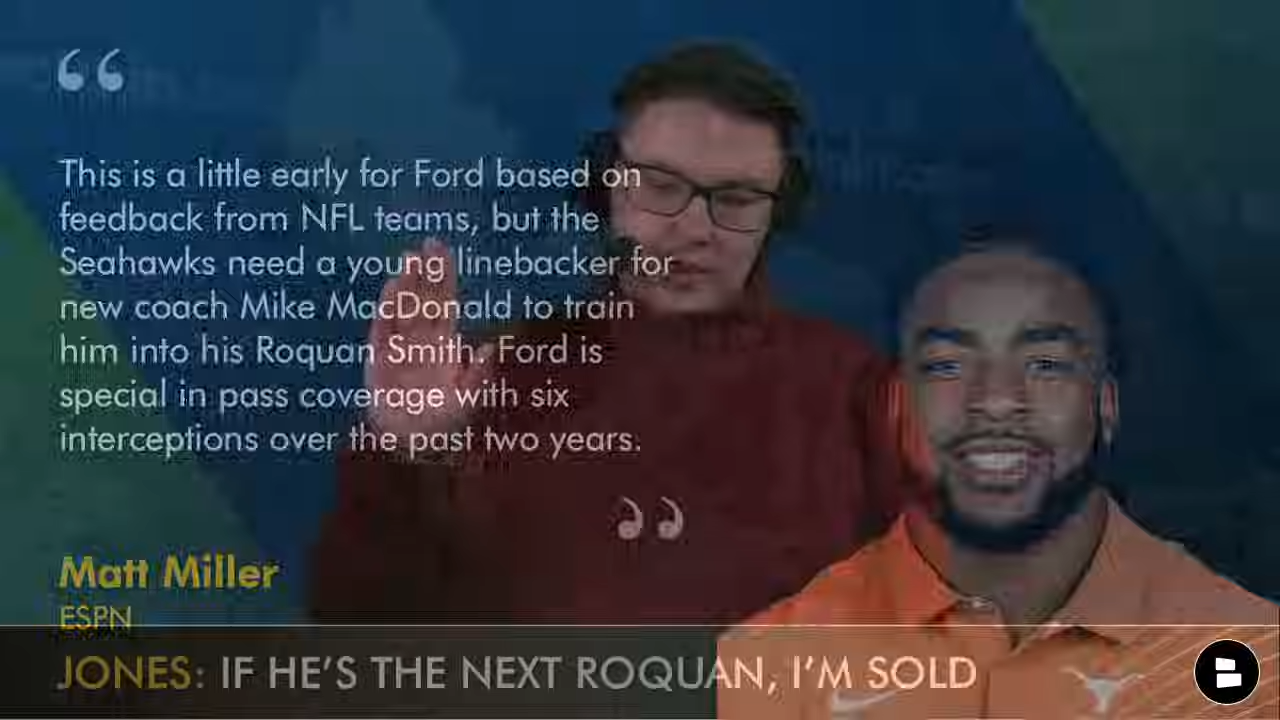 “
This is a little early for Ford based on
feedback from NFL teams, but the
Seahawks need a young linebacker for
new coach Mike MacDonald to train
him into his Roquan Smith. Ford is
special in pass coverage with six
interceptions over the past two years.
”
Matt Miller
ESPN
JONES: IF HE’S THE NEXT ROQUAN, I’M SOLD